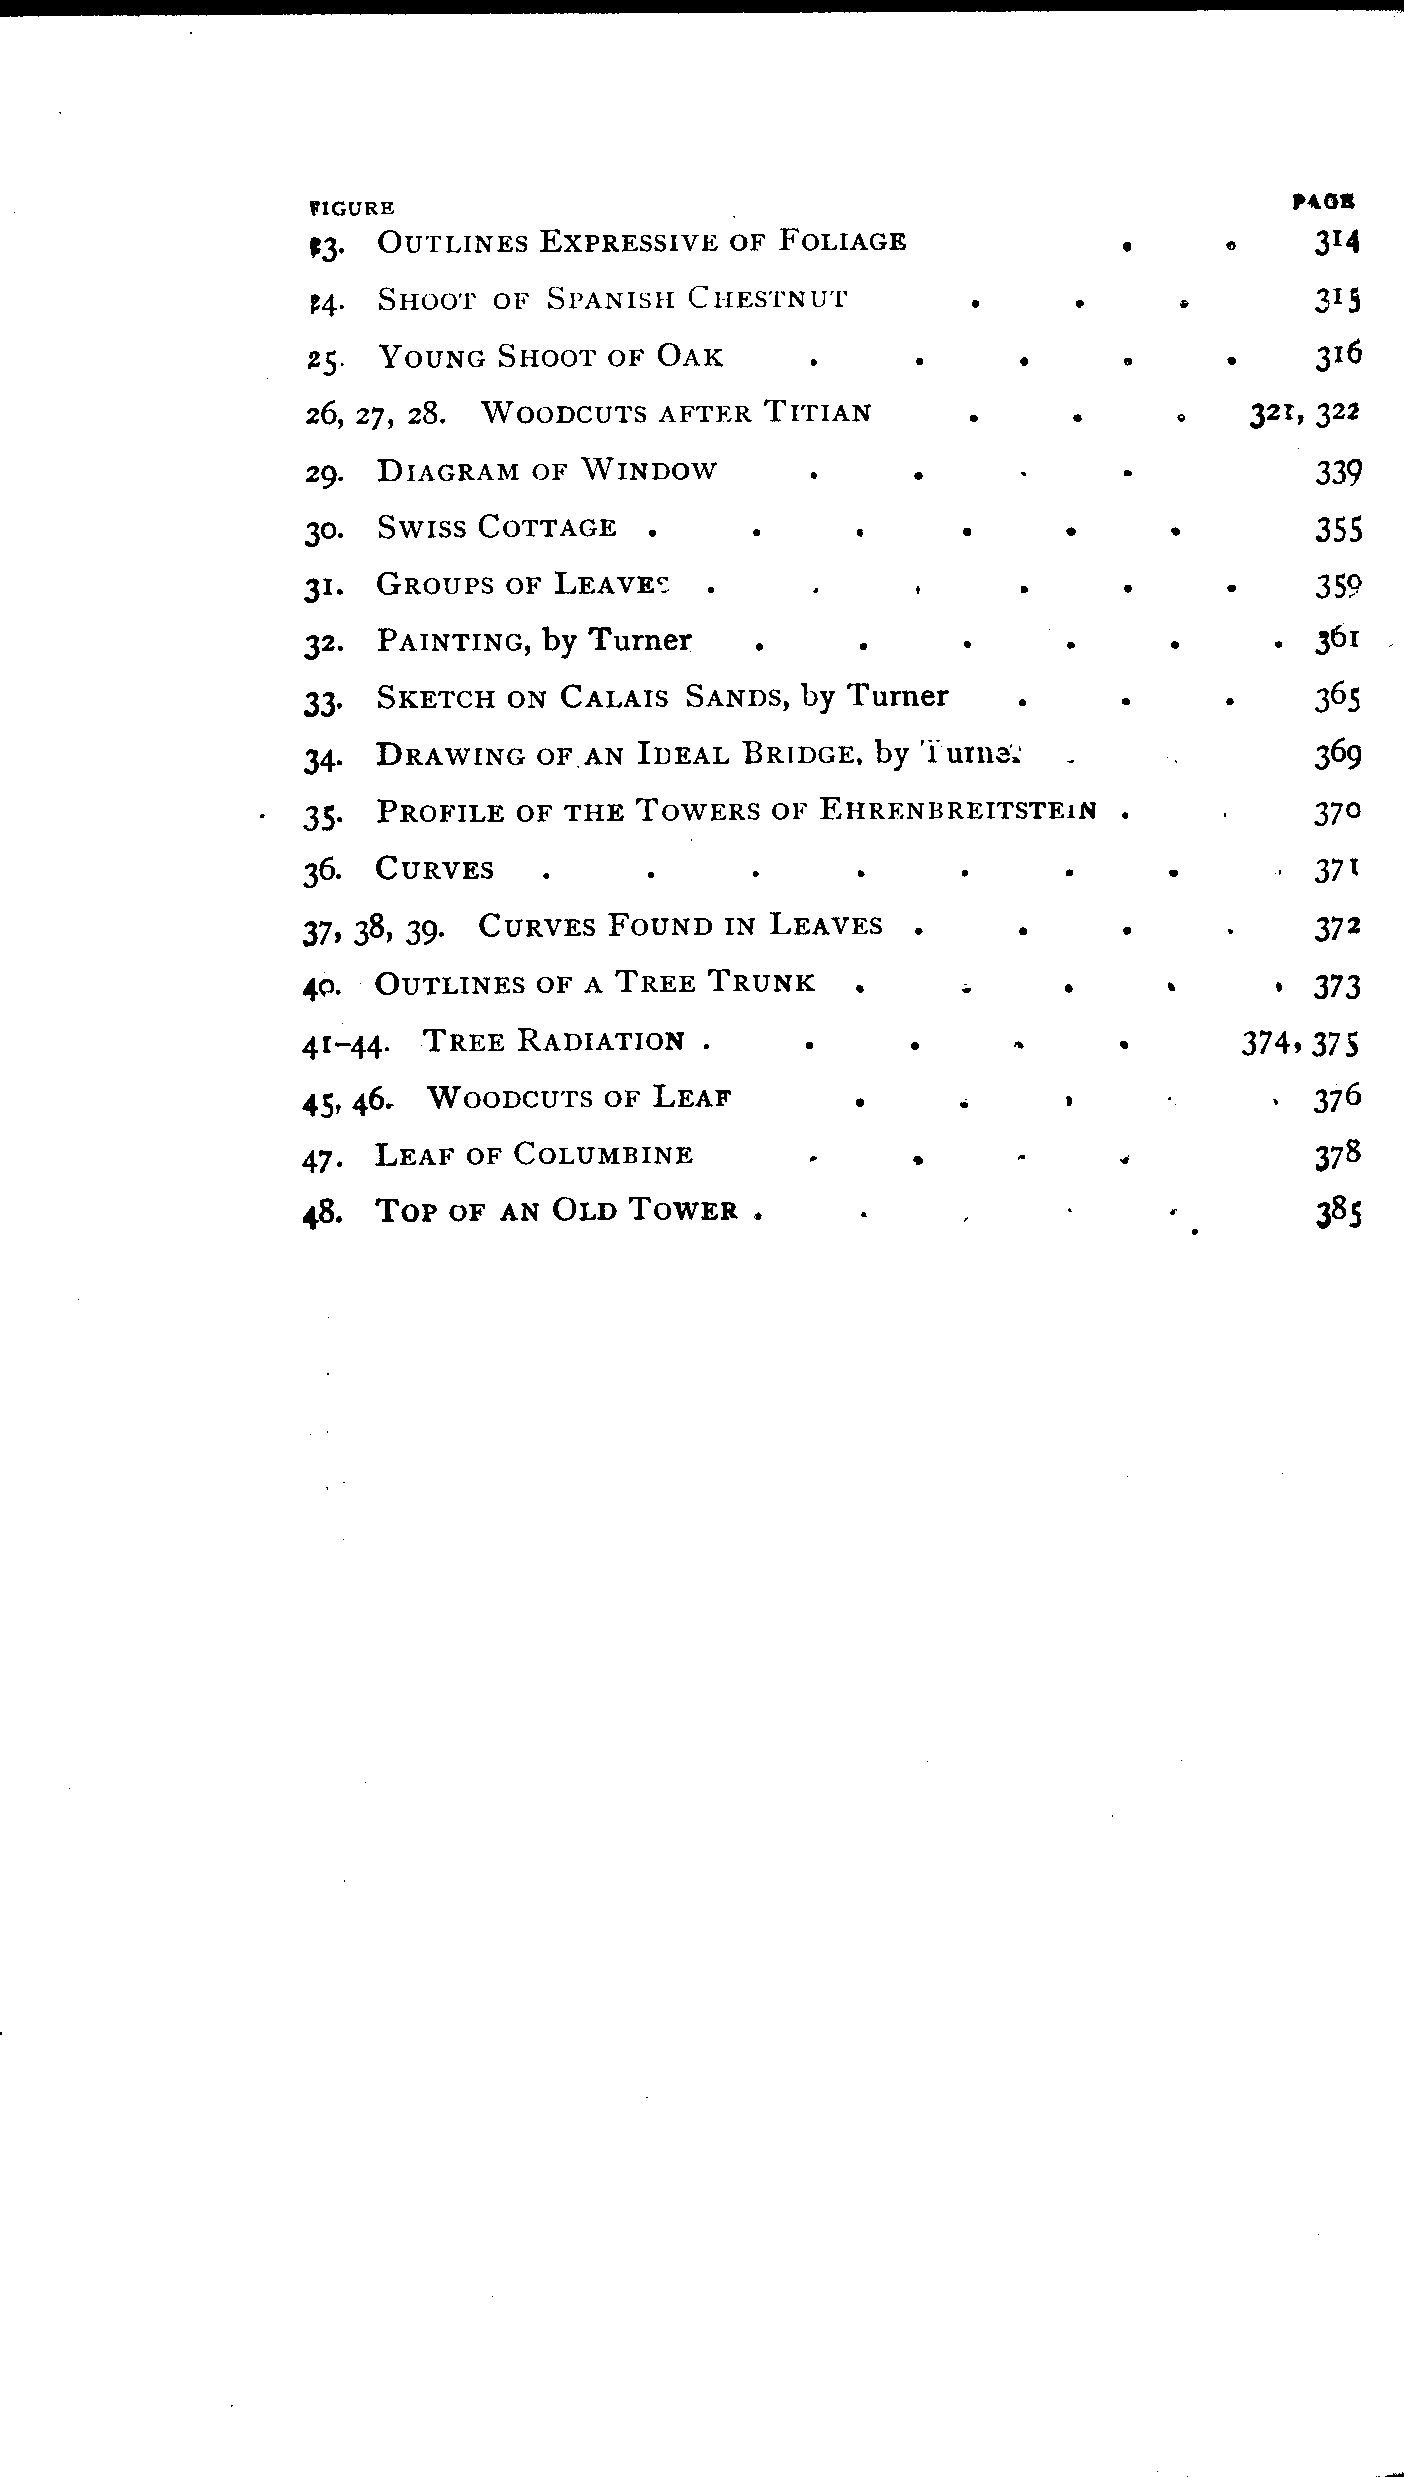 FIGURE PAGE
23. OUTLINES EXPRESSIVE OF FOLIAGE . . 314
24. SHOOT OF SPANISH CHESTNUT . . . 315
25. YOUNG SHOOT OF OAK . . . . . 316
26, 27, 28. WOODCUTS AFTER TITIAN . . . 321, 322
29. DIAGRAM OF WINDOW . . . . 339
30. SWISS COTTAGE . . . . . . 355
31. GROUPS OF LEAVES . . . . . . 359
32. PAINTING, by Turner . . . . . . 361
33. SKETCH ON CALAIS SANDS, by Turner . . . 365
34. DRAWING OF AN IDEAL BRIDGE, by Turner . . 369
35. PROFILE OF THE TOWERS OF EHRENBREITSTEIN . . 370
36. CURVES . . . . . . . . 371
37, 38, 39. CURVES FOUND IN LEAVES . . . . 372
40. OUTLINES OF A TREE TRUNK . . . . . 373
41–44. TREE RADIATION . . . . . 374, 375
45, 46. WOODCUTS OF LEAF . . . . . 376
47. LEAF OF COLUMBINE . . . . 378
48. TOP OF AN OLD TOWER . . . . . 385